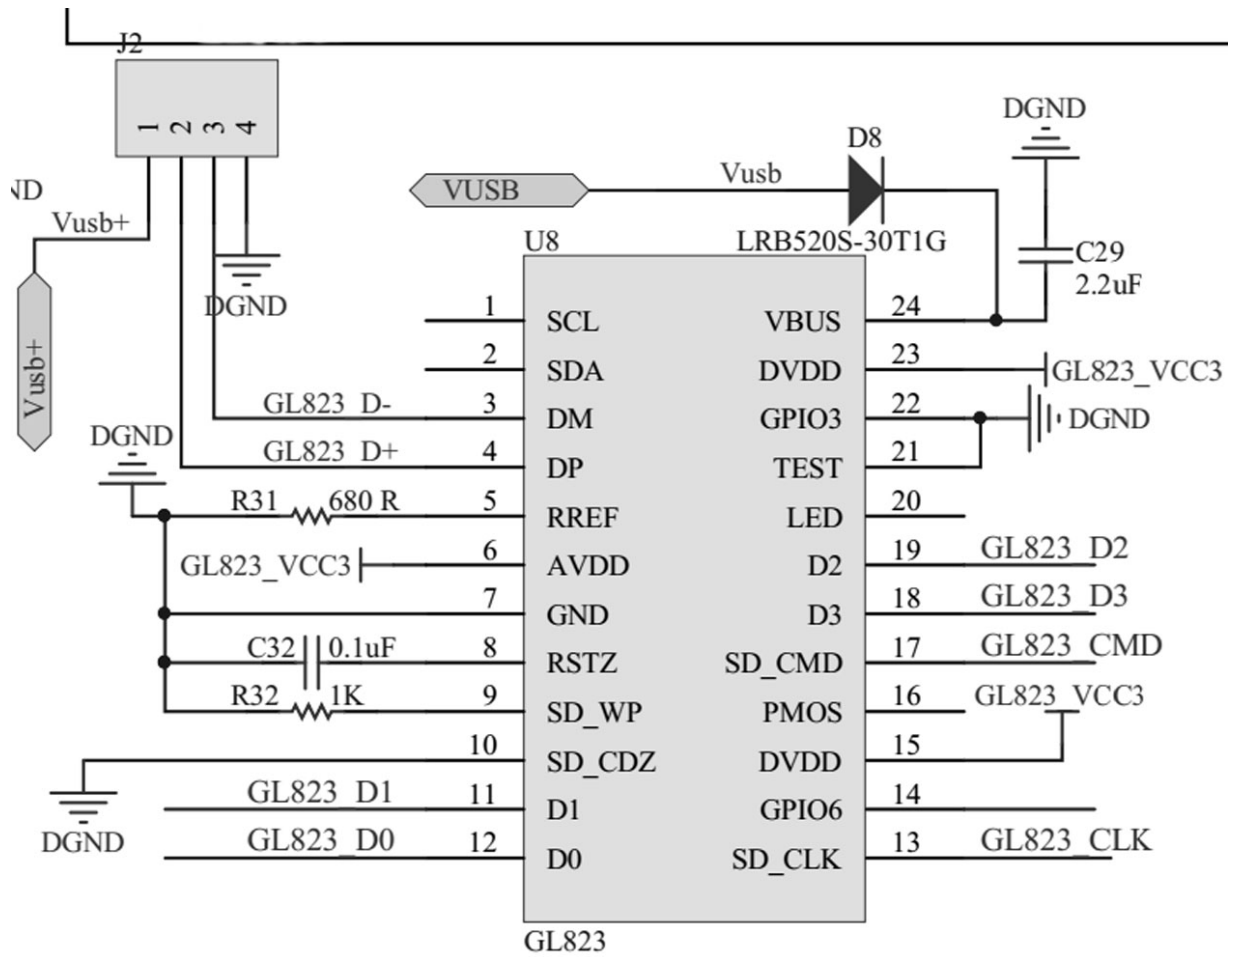 J2
1 2 3 4
ND
Vusb+
Vusb+
DGND
VUSB
Vusb
D8
LRB520S-30T1G
DGND
C29
2.2uF
U8
1 SCL VBUS 24
2 SDA DVDD 23 GL823_VCC3
GL823_D- 3 DM GPIO3 22 DGND
DGND
GL823_D+ 4 DP TEST 21
R31 680 R 5 RREF LED 20
GL823_VCC3 6 AVDD D2 19 GL823_D2
7 GND D3 18 GL823_D3
C32 0.1uF 8 RSTZ SD_CMD 17 GL823_CMD
R32 1K 9 SD_WP PMOS 16 GL823_VCC3
10 SD_CDZ DVDD 15
DGND
GL823_D1 11 D1 GPIO6 14
GL823_D0 12 D0 SD_CLK 13 GL823_CLK
GL823